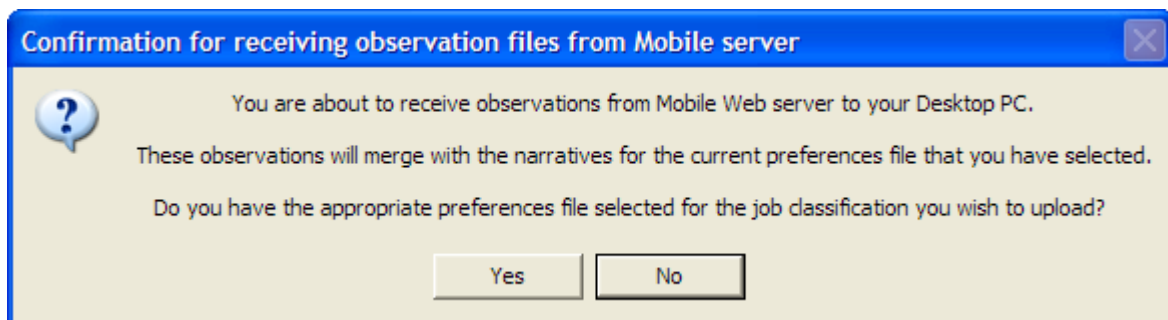 Confirmation for receiving observation files from Mobile server
You are about to receive observations from Mobile Web server to your Desktop PC.
These observations will merge with the narratives for the current preferences file that you have selected.
Do you have the appropriate preferences file selected for the job classification you wish to upload?
Yes No